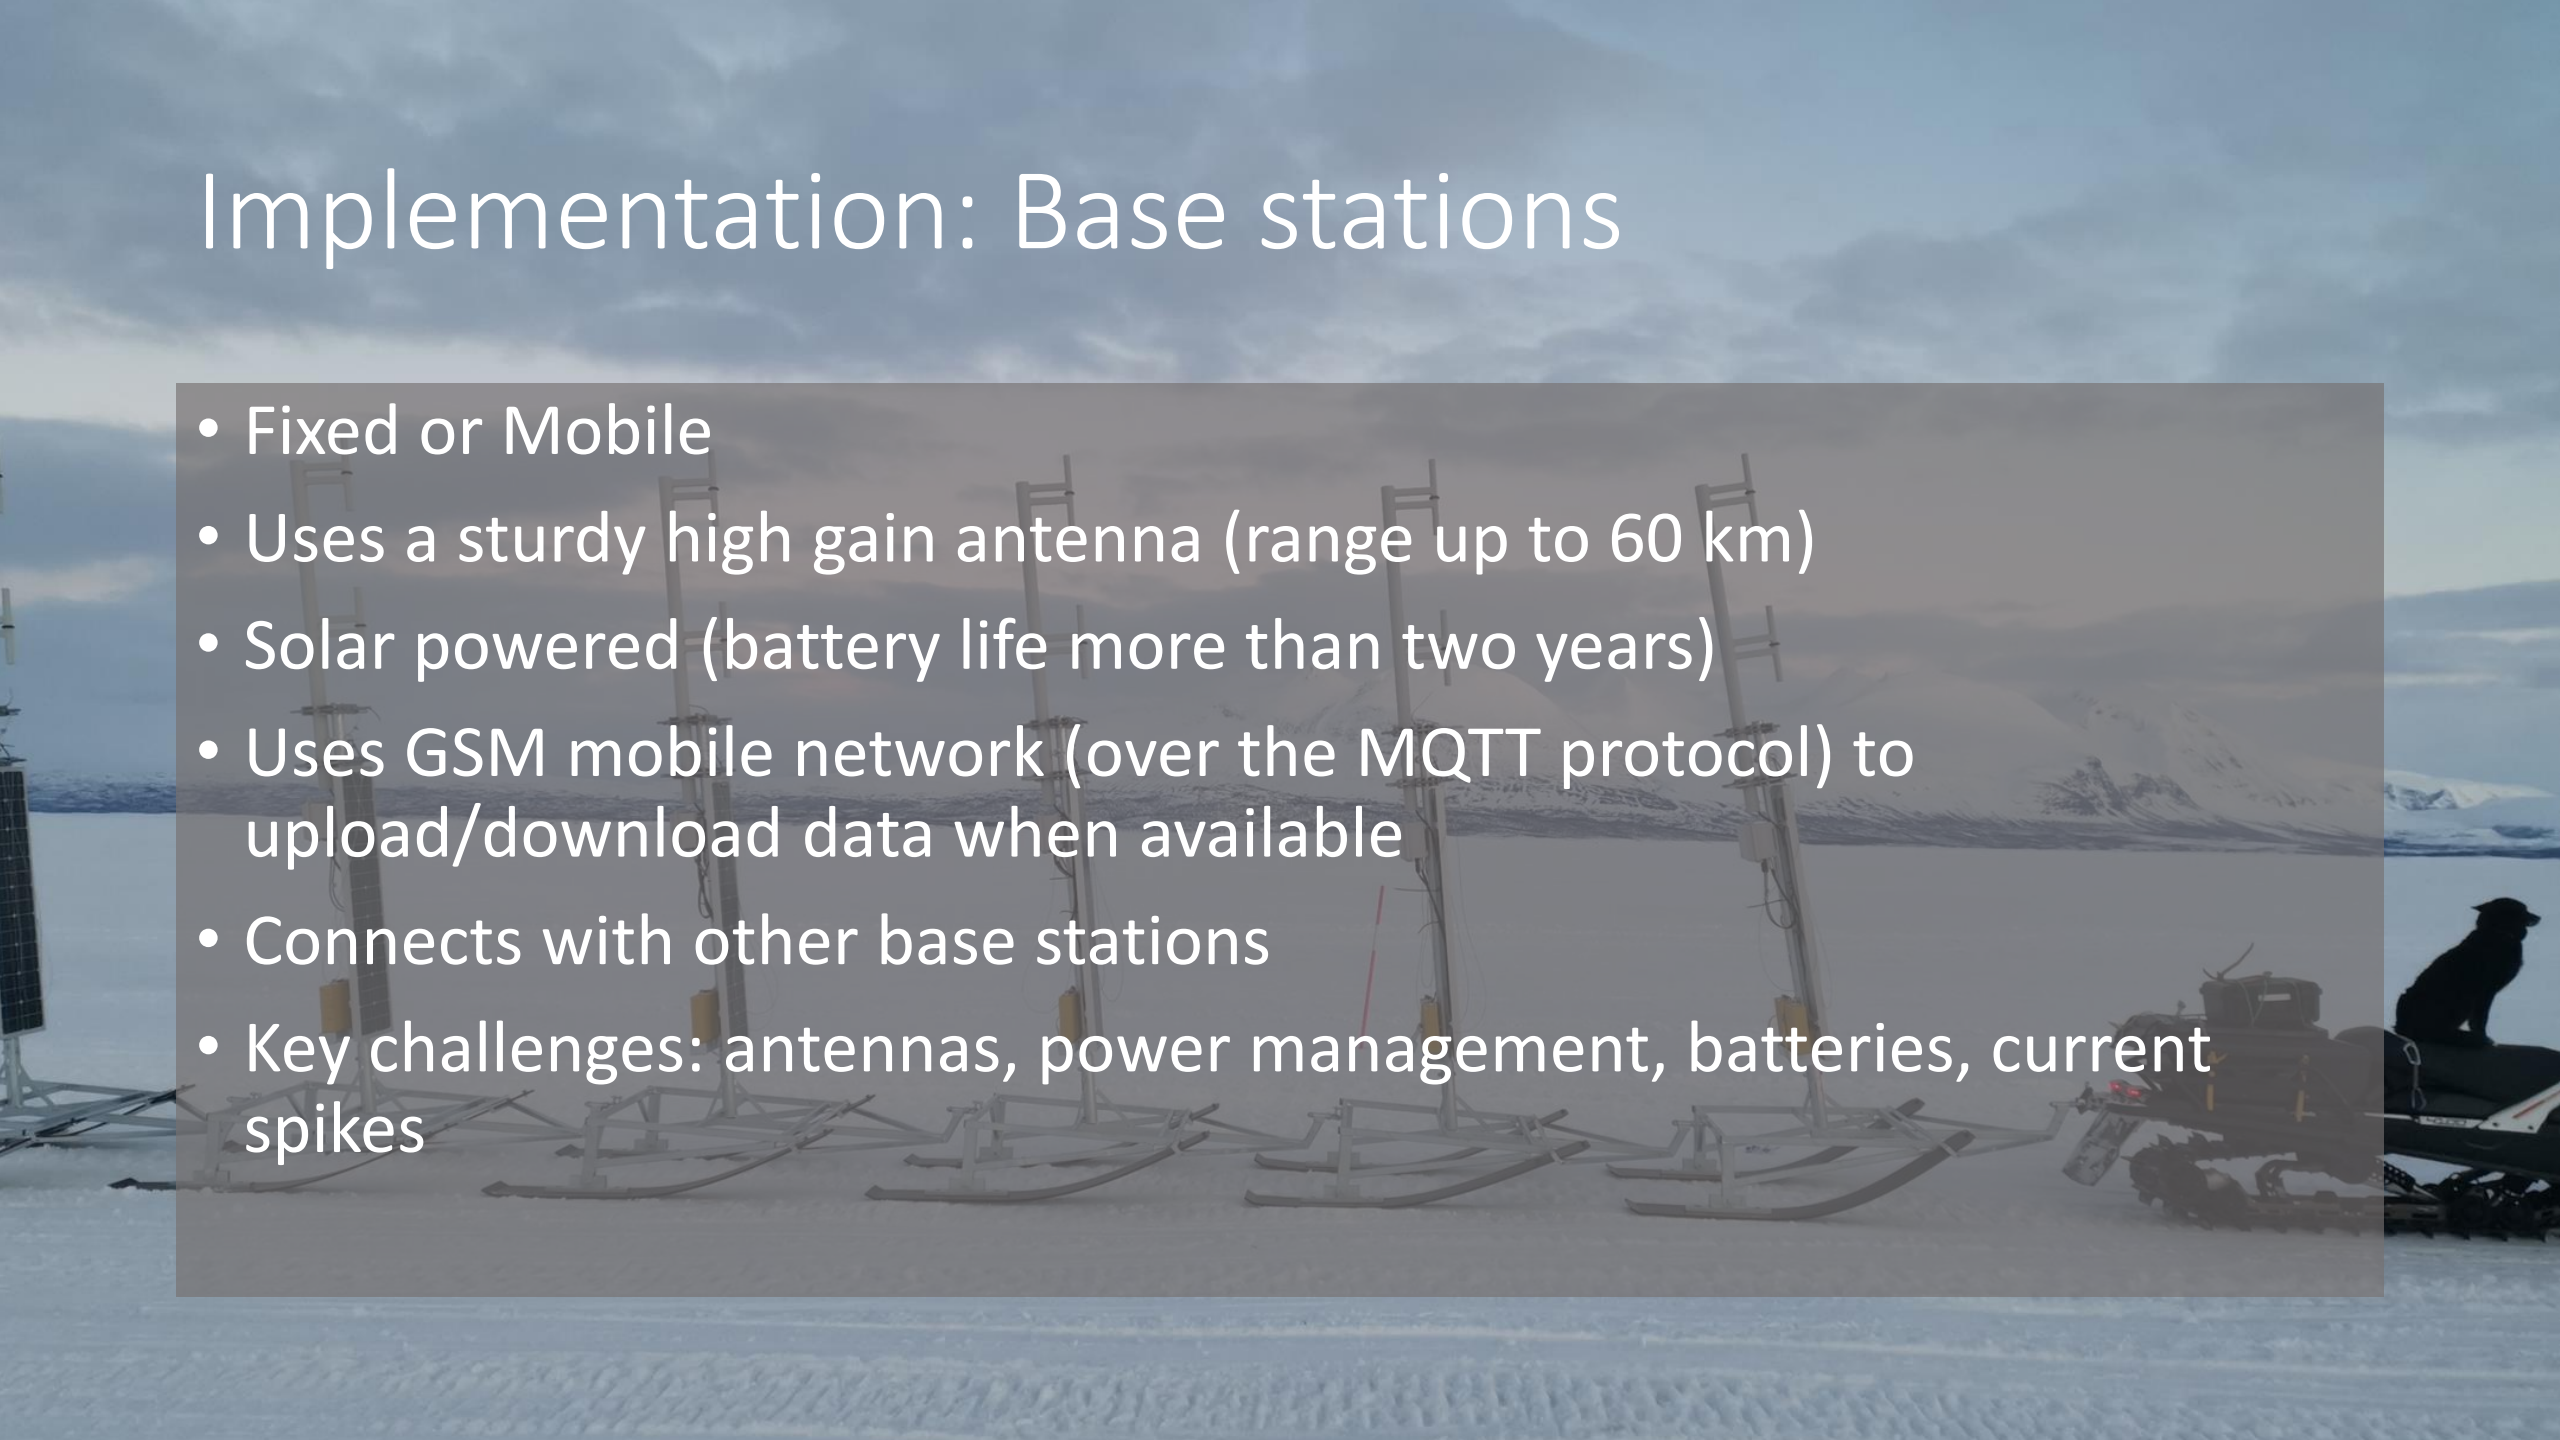 Implementation: Base stations
• Fixed or Mobile
• Uses a sturdy high gain antenna (range up to 60 km)
• Solar powered (battery life more than two years)
• Uses GSM mobile network (over the MQTT protocol) to
upload/download data when available
• Connects with other base stations
• Key challenges: antennas, power management, batteries, current
spikes